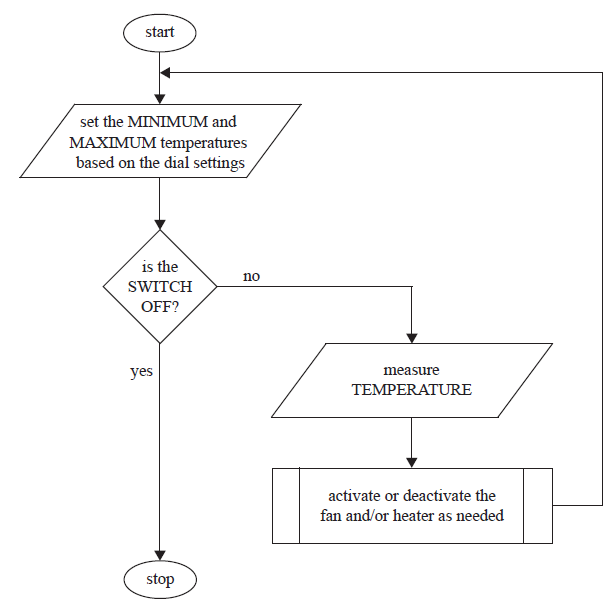 start
set the MINIMUM and
MAXIMUM temperatures
based on the dial settings
is the
SWITCH
OFF?
no
yes
measure
TEMPERATURE
activate or deactivate the
fan and/or heater as needed
stop